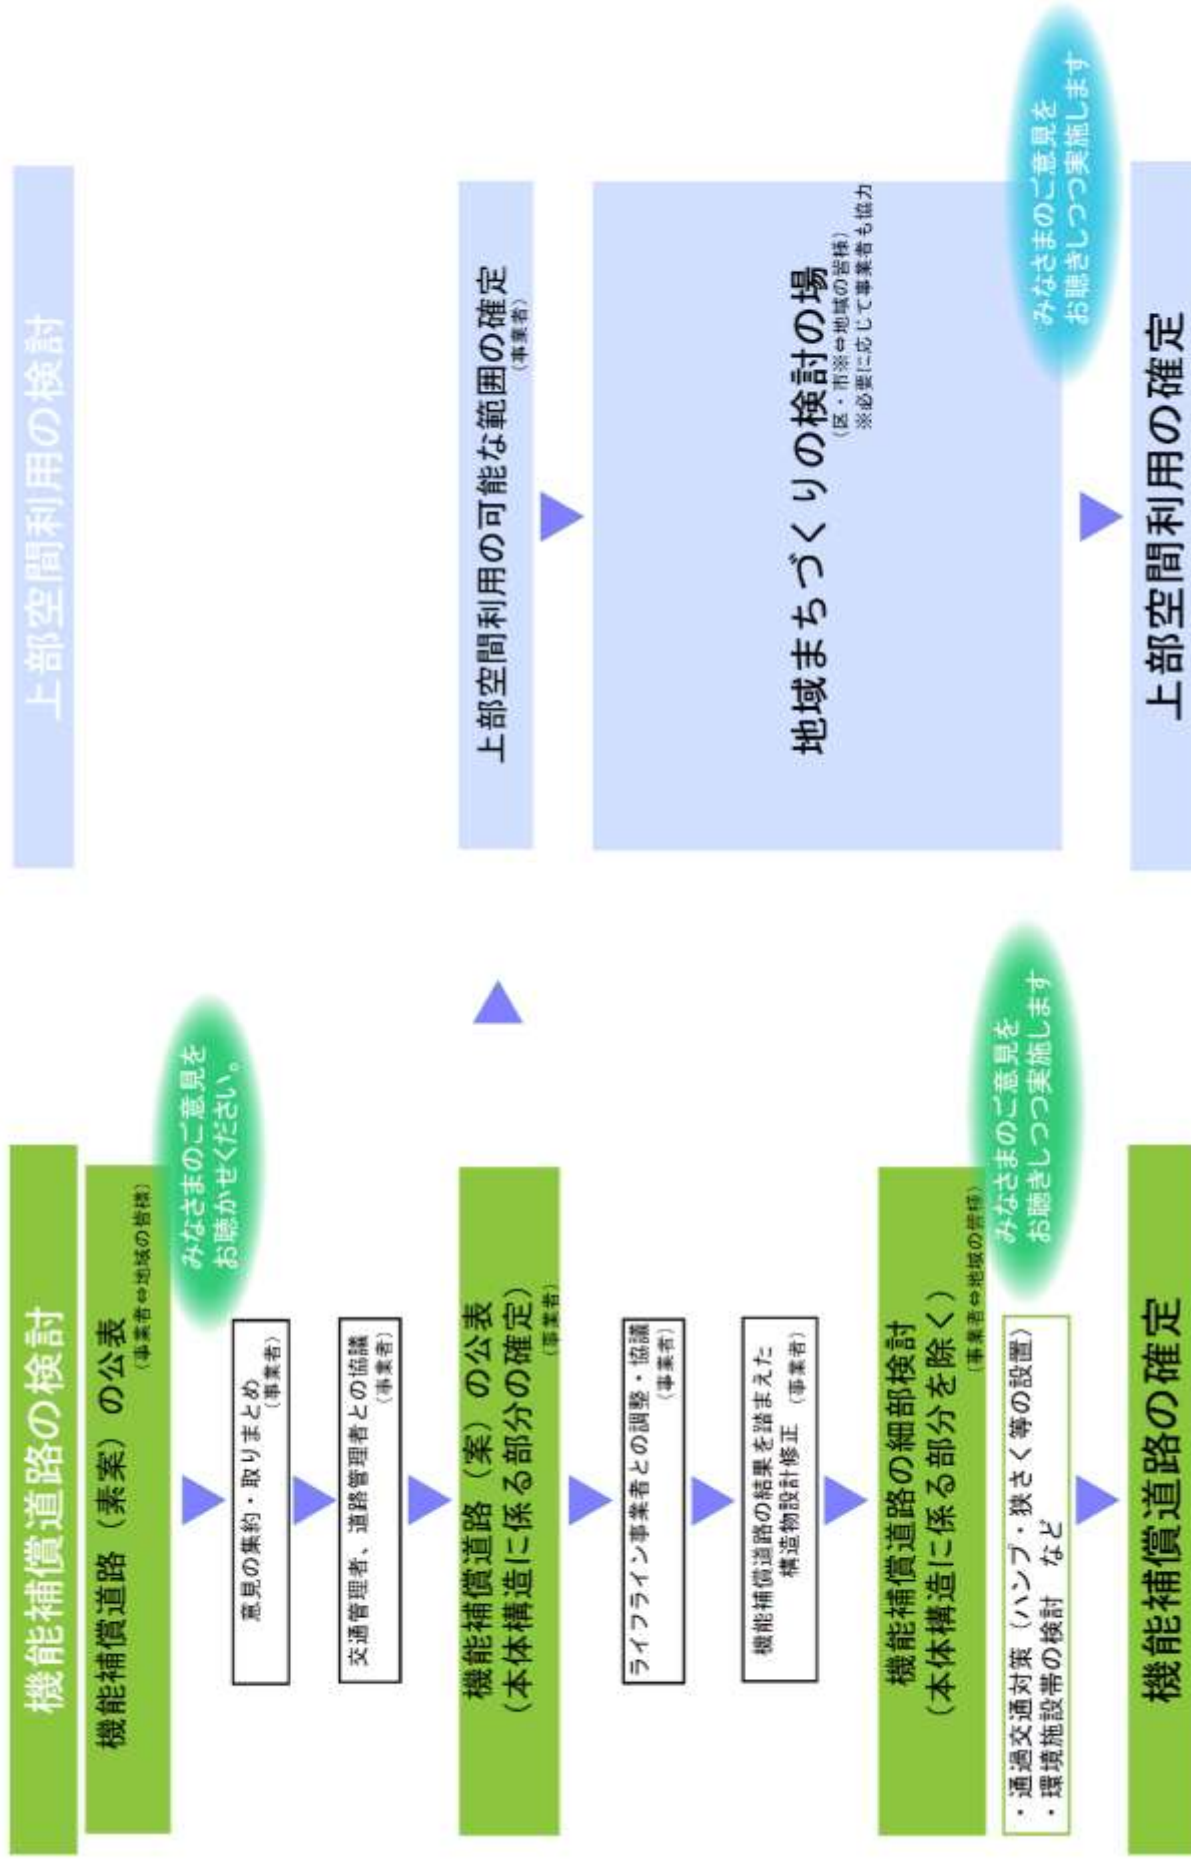 機能補償道路の検討
機能補償道路(素案)の公表
(事業者⇔地域の皆様)
みなさまのご意見を
お聴かせください。
意見の集約・取りまとめ
(事業者)
交通管理者、道路管理者との協議
(事業者)
機能補償道路(案)の公表
(本体構造に係る部分の確定)
(事業者)
ライフライン事業者との調整・協議
(事業者)
機能補償道路の結果を踏まえた
構造物設計修正 (事業者)
機能補償道路の細部検討
(本体構造に係る部分を除く)
(事業者⇔地域の皆様)
みなさまのご意見を
お聴きしつつ実施します
・通過交通対策(ハンプ・狭さく等の設置)
・環境施設帯の検討 など
機能補償道路の確定
上部空間利用の検討
上部空間利用の可能な範囲の確定
(事業者)
地域まちづくりの検討の場
(区・市※⇔地域の皆様)
※必要に応じて事業者も協力
みなさまのご意見を
お聴きしつつ実施します
上部空間利用の確定